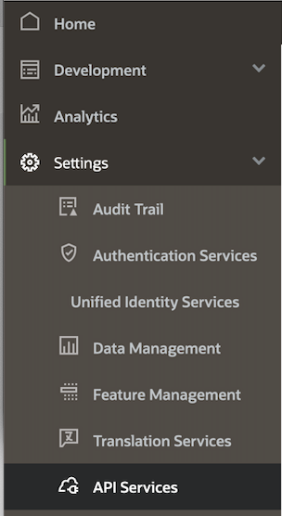 Home
Development
Analytics
Settings
Audit Trail
Authentication Services
Unified Identity Services
Data Management
Feature Management
Translation Services
API Services